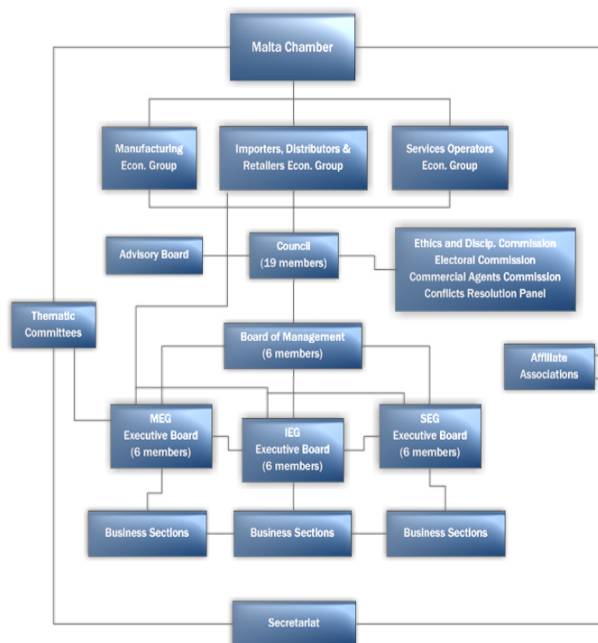 Malta Chamber
Manufacturing
Econ. Group
Importers, Distributors &
Retailers Econ. Group
Services Operators
Econ. Group
Advisory Board
Council
(19 members)
Ethics and Discip. Commission
Electoral Commission
Commercial Agents Commission
Conflicts Resolution Panel
Thematic
Committees
Board of Management
(6 members)
Affiliate
Associations
MEG
Executive Board
(6 members)
IEG
Executive Board
(6 members)
SEG
Executive Board
(6 members)
Business Sections
Business Sections
Business Sections
Secretariat